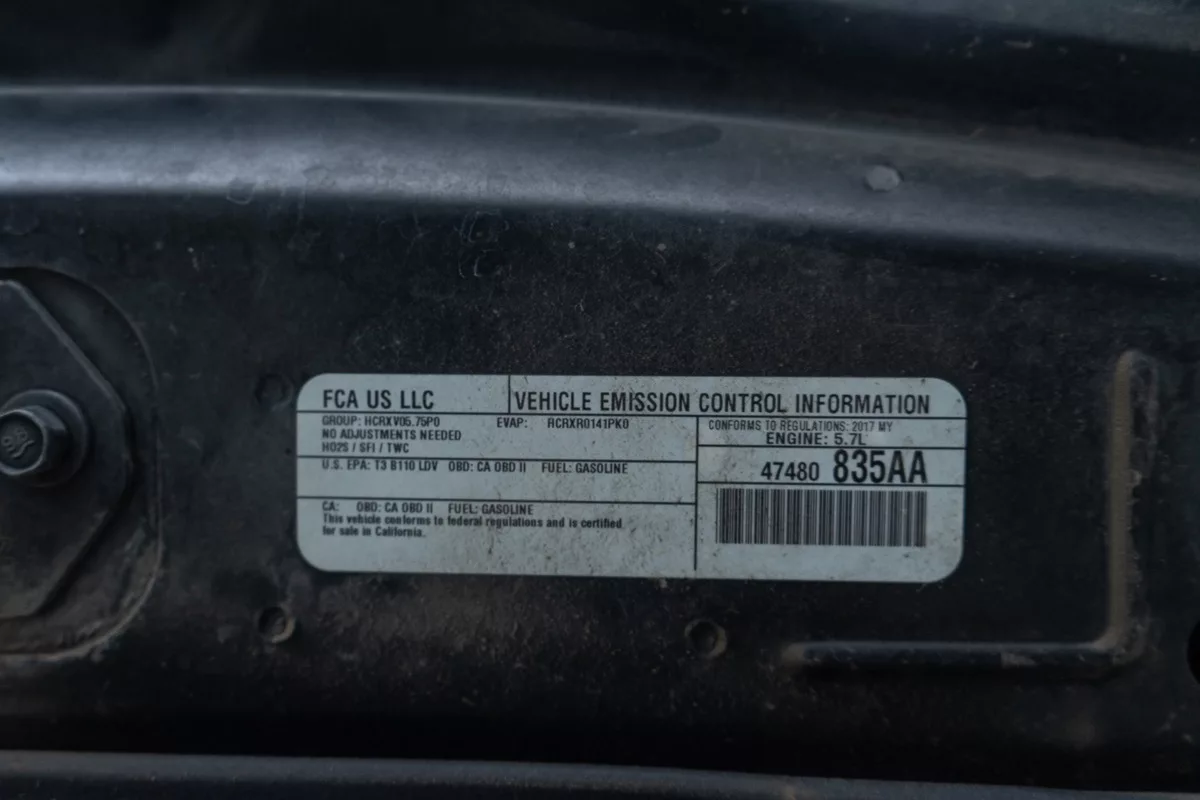 FCA US LLC
VEHICLE EMISSION CONTROL INFORMATION
GROUP: HCRXV05.75P0 EVAP: RCRXR0141PK0
NO ADJUSTMENTS NEEDED
HO2S / SFI / TWC
CONFORMS TO REGULATIONS: 2017 MY
ENGINE: 5.7L
U.S. EPA: T3 B110 LDV OBD: CA OBD II FUEL: GASOLINE
47480 835AA
CA: OBD: CA OBD II FUEL: GASOLINE
This vehicle conforms to federal regulations and is certified
for sale in California.